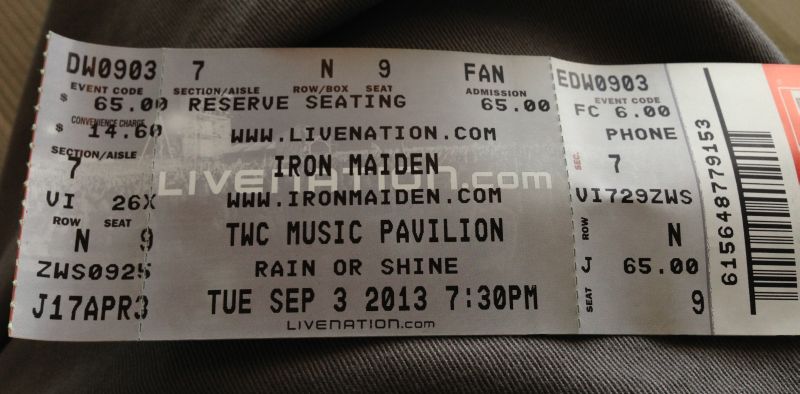 DW0903 7 N 9 FAN
EVENT CODE SECTION/AISLE ROW/BOX SEAT ADMISSION
$ 65.00 RESERVE SEATING 65.00
CONVENIENCE CHARGE
$ 14.60 WWW.LIVENATION.COM
SECTION/AISLE
7 IRON MAIDEN
LIVENATION.com
VI 26X WWW.IRONMAIDEN.COM
ROW SEAT
N 9 TWC MUSIC PAVILION
ZWS0925 RAIN OR SHINE
J17APR3 TUE SEP 3 2013 7:30PM
LIVENATION.com
EDW0903
EVENT CODE
FC 6.00
PHONE
SEC. 7
VI729ZWS
ROW N
J 65.00
SEAT 9
615648779153